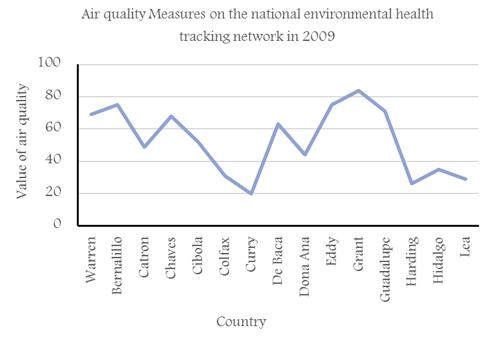 Air quality Measures on the national environmental health
tracking network in 2009
Value of air quality
100
80
60
40
20
0
Warren
Bernalillo
Catron
Chaves
Cibola
Colfax
Curry
De Baca
Dona Ana
Eddy
Grant
Guadalupe
Harding
Hidalgo
Lea
Country